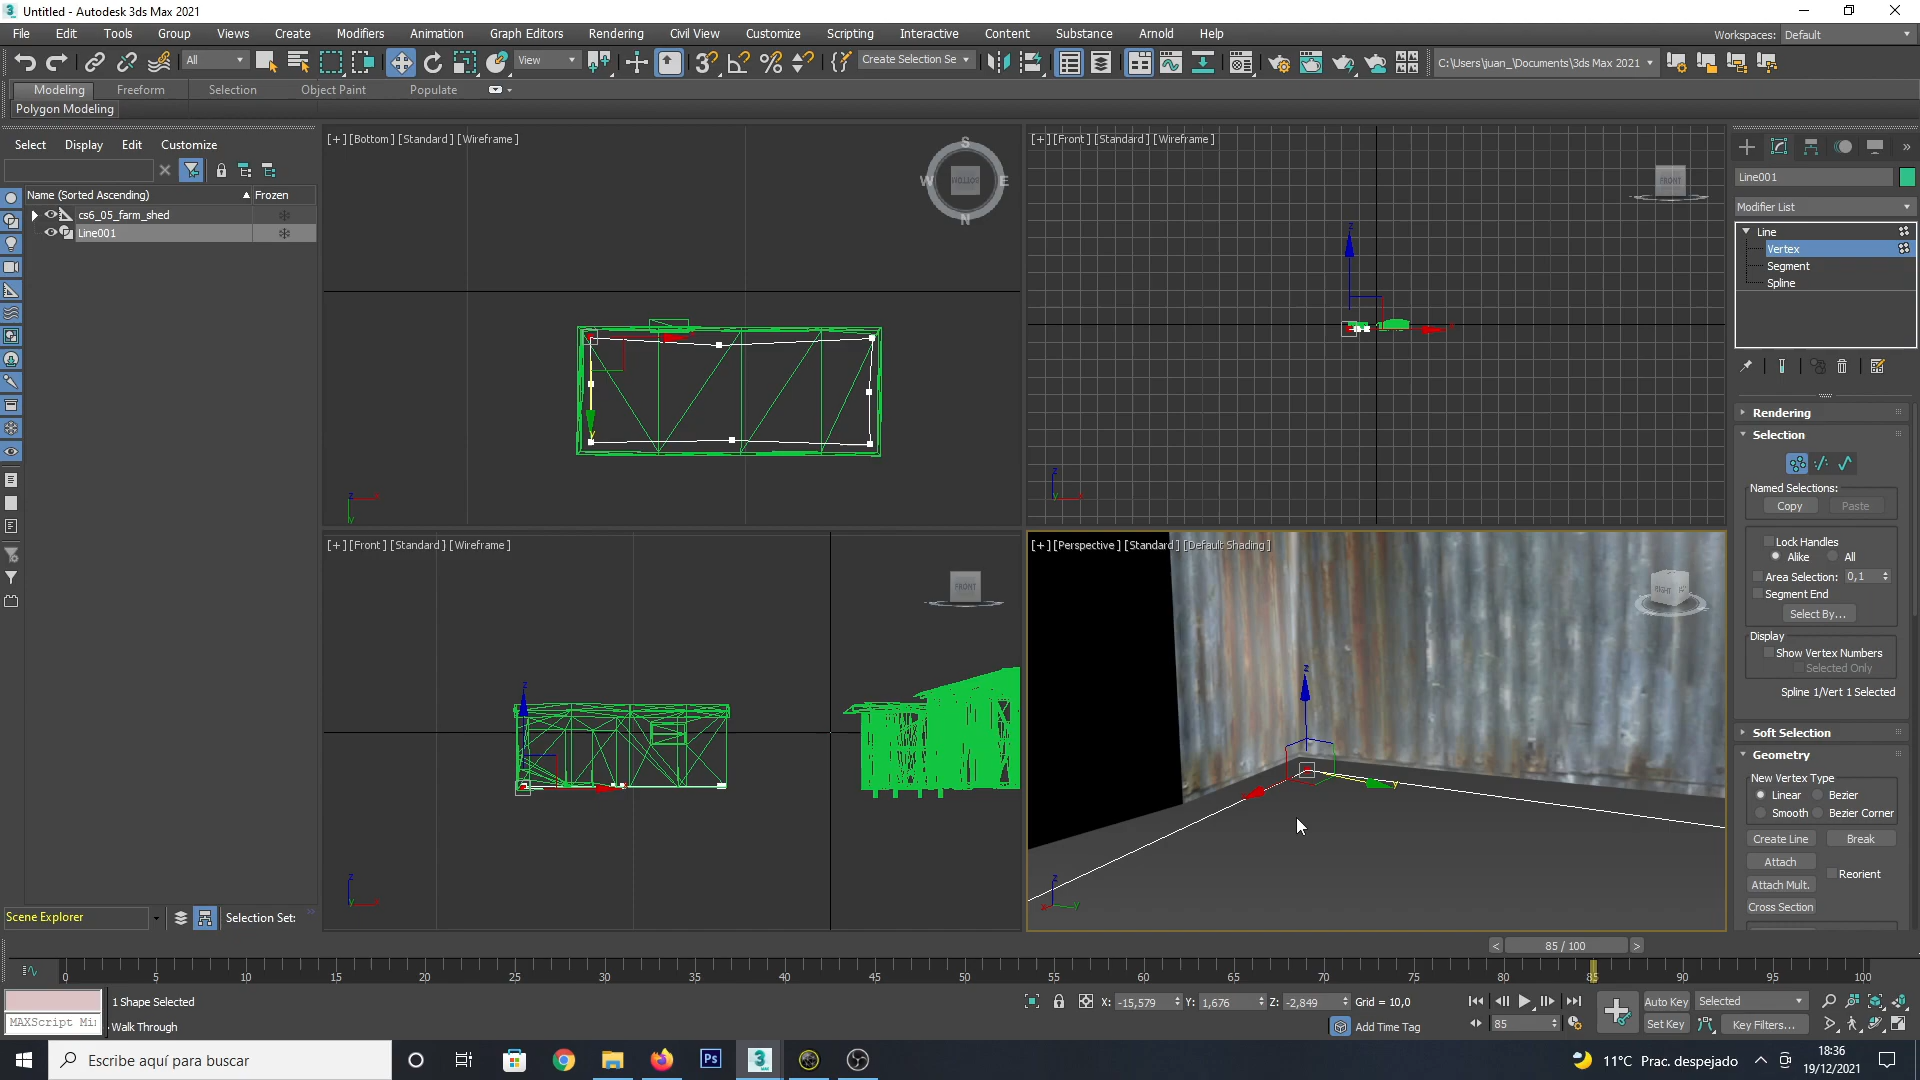 Untitled - Autodesk 3ds Max 2021
File Edit Tools Group Views Create Modifiers Animation Graph Editors Rendering Civil View Customize Scripting Interactive Content Substance Arnold Help
Workspaces: Default
All View Create Selection Se C:\Users\juan_\Documents\3ds Max 2021
Modeling Freeform Selection Object Paint Populate
Polygon Modeling
Select Display Edit Customize
Name (Sorted Ascending) Frozen
cs6_05_farm_shed
Line001
Scene Explorer Selection Set:
[+] [Bottom] [Standard] [Wireframe]
S
W E
N
BOTTOM
[+] [Front] [Standard] [Wireframe]
FRONT
[+] [Front] [Standard] [Wireframe]
FRONT
[+] [Perspective] [Standard] [Default Shading]
RIGHT
Line001
Modifier List
Line
Vertex
Segment
Spline
Rendering
Selection
Named Selections:
Copy Paste
Lock Handles
Alike All
Area Selection: 0,1
Segment End
Select By...
Display
Show Vertex Numbers
Selected Only
Spline 1/Vert 1 Selected
Soft Selection
Geometry
New Vertex Type
Linear Bezier
Smooth Bezier Corner
Create Line Break
Attach
Reorient
Attach Mult.
Cross Section
< 85 / 100 >
0 5 10 15 20 25 30 35 40 45 50 55 60 65 70 75 80 85 90 95 100
1 Shape Selected
X: -15,579 Y: 1,676 Z: -2,849 Grid = 10,0
Auto Key Selected
MAXScript Mi
Walk Through
Add Time Tag
85
Set Key Key Filters...
Escribe aquí para buscar
Ps
3
11°C Prac. despejado
18:36
19/12/2021